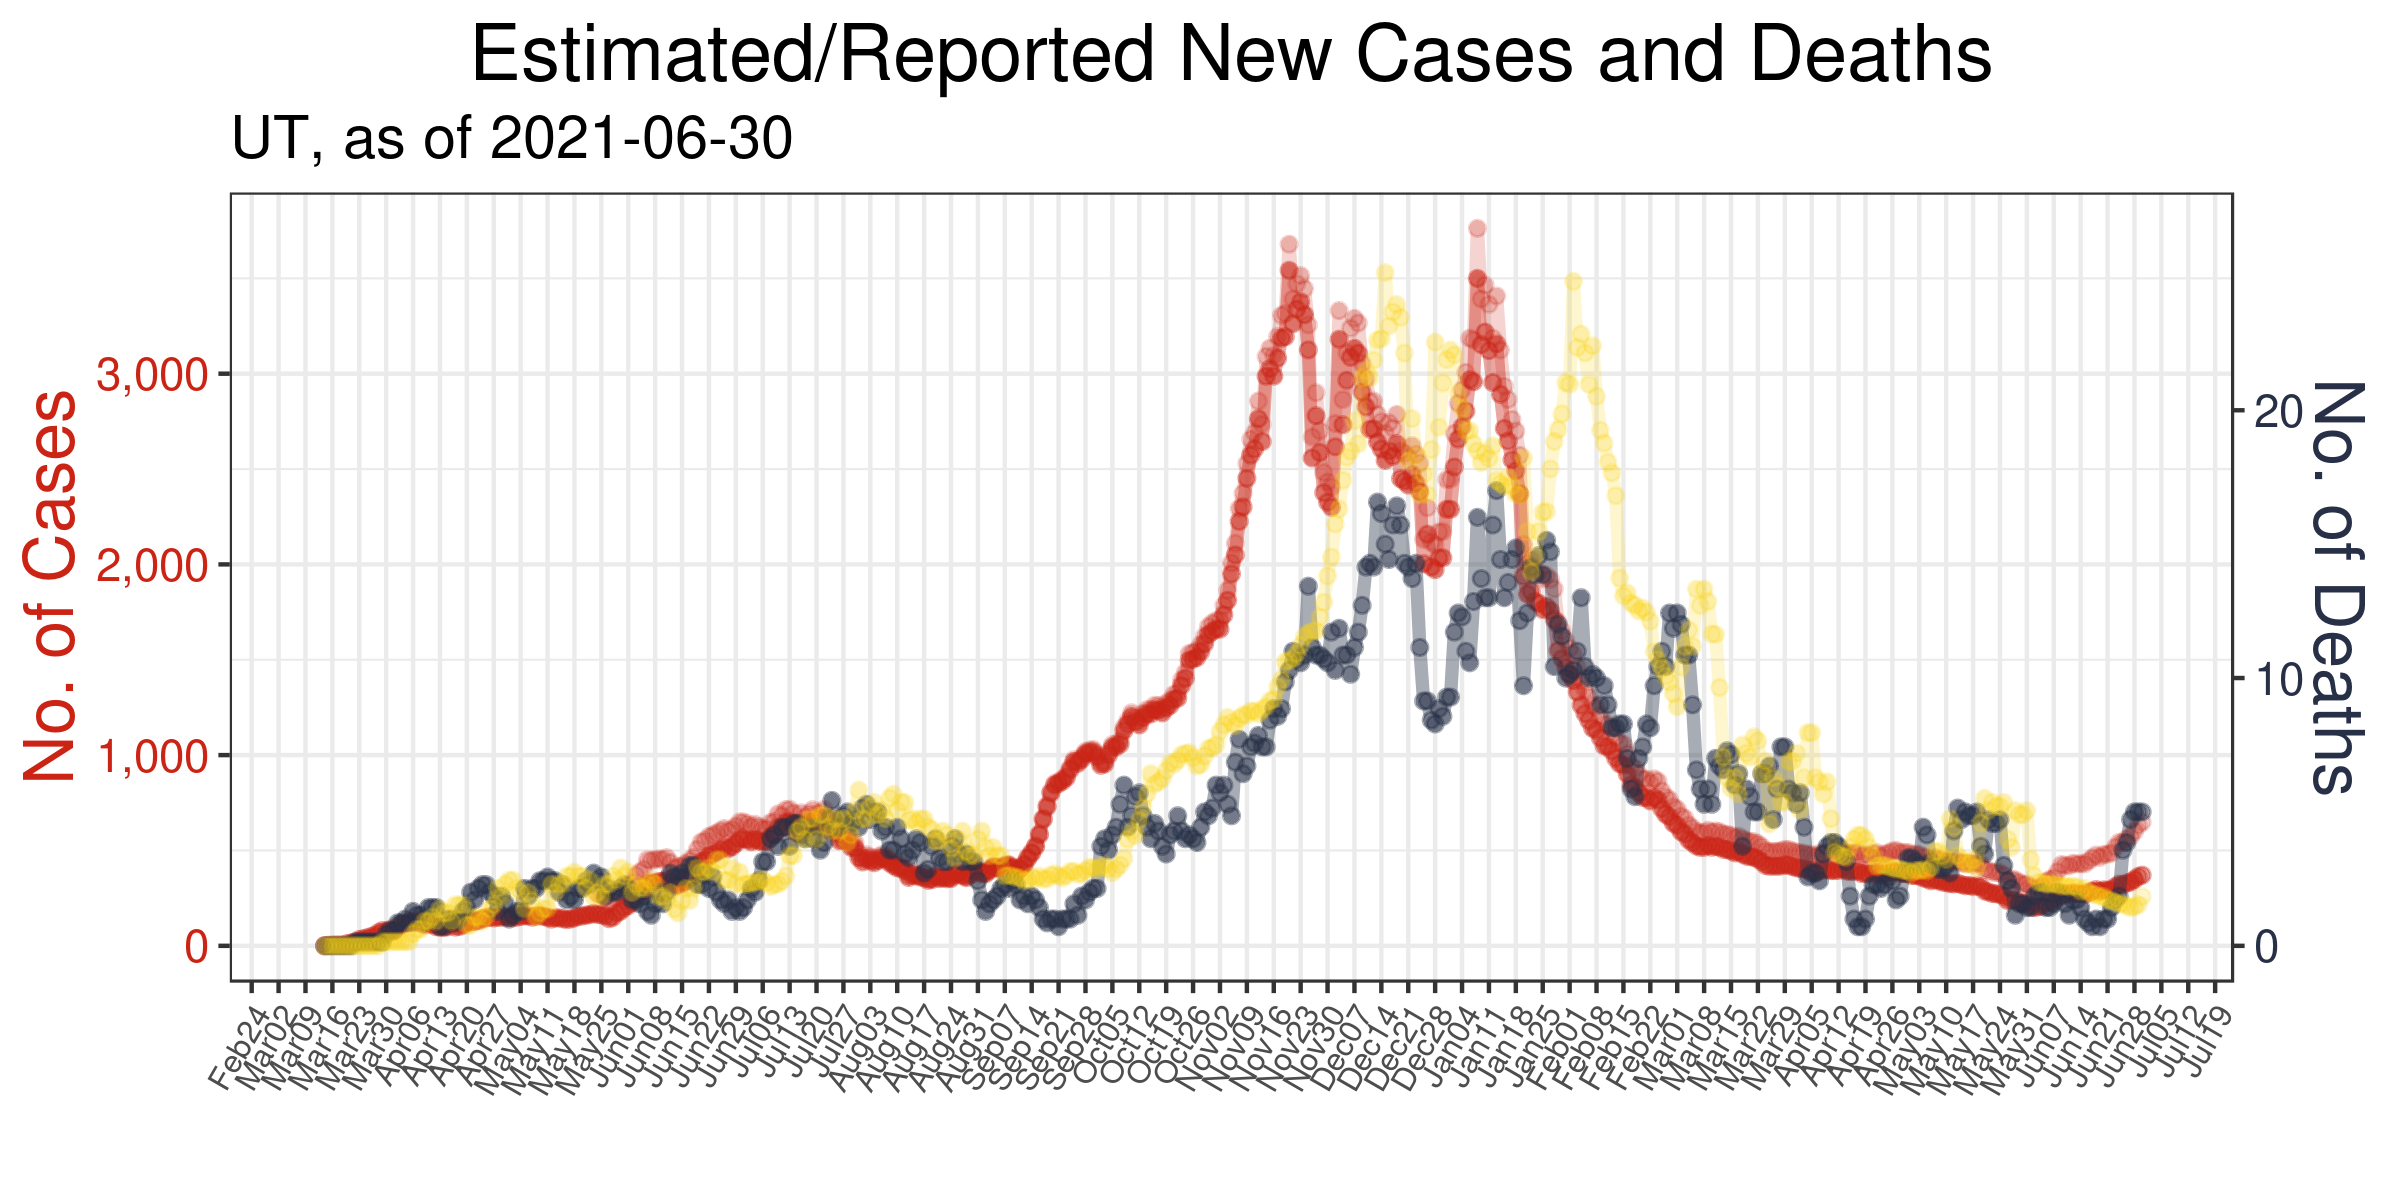 Estimated/Reported New Cases and Deaths
UT, as of 2021-06-30
No. of Cases
3,000
2,000
1,000
0
No. of Deaths
20
10
0
Feb24
Mar02
Mar09
Mar16
Mar23
Mar30
Apr06
Apr13
Apr20
Apr27
May04
May11
May18
May25
Jun01
Jun08
Jun15
Jun22
Jun29
Jul06
Jul13
Jul20
Jul27
Aug03
Aug10
Aug17
Aug24
Aug31
Sep07
Sep14
Sep21
Sep28
Oct05
Oct12
Oct19
Oct26
Nov02
Nov09
Nov16
Nov23
Nov30
Dec07
Dec14
Dec21
Dec28
Jan04
Jan11
Jan18
Jan25
Feb01
Feb08
Feb15
Feb22
Mar01
Mar08
Mar15
Mar22
Mar29
Apr05
Apr12
Apr19
Apr26
May03
May10
May17
May24
May31
Jun07
Jun14
Jun21
Jun28
Jul05
Jul12
Jul19